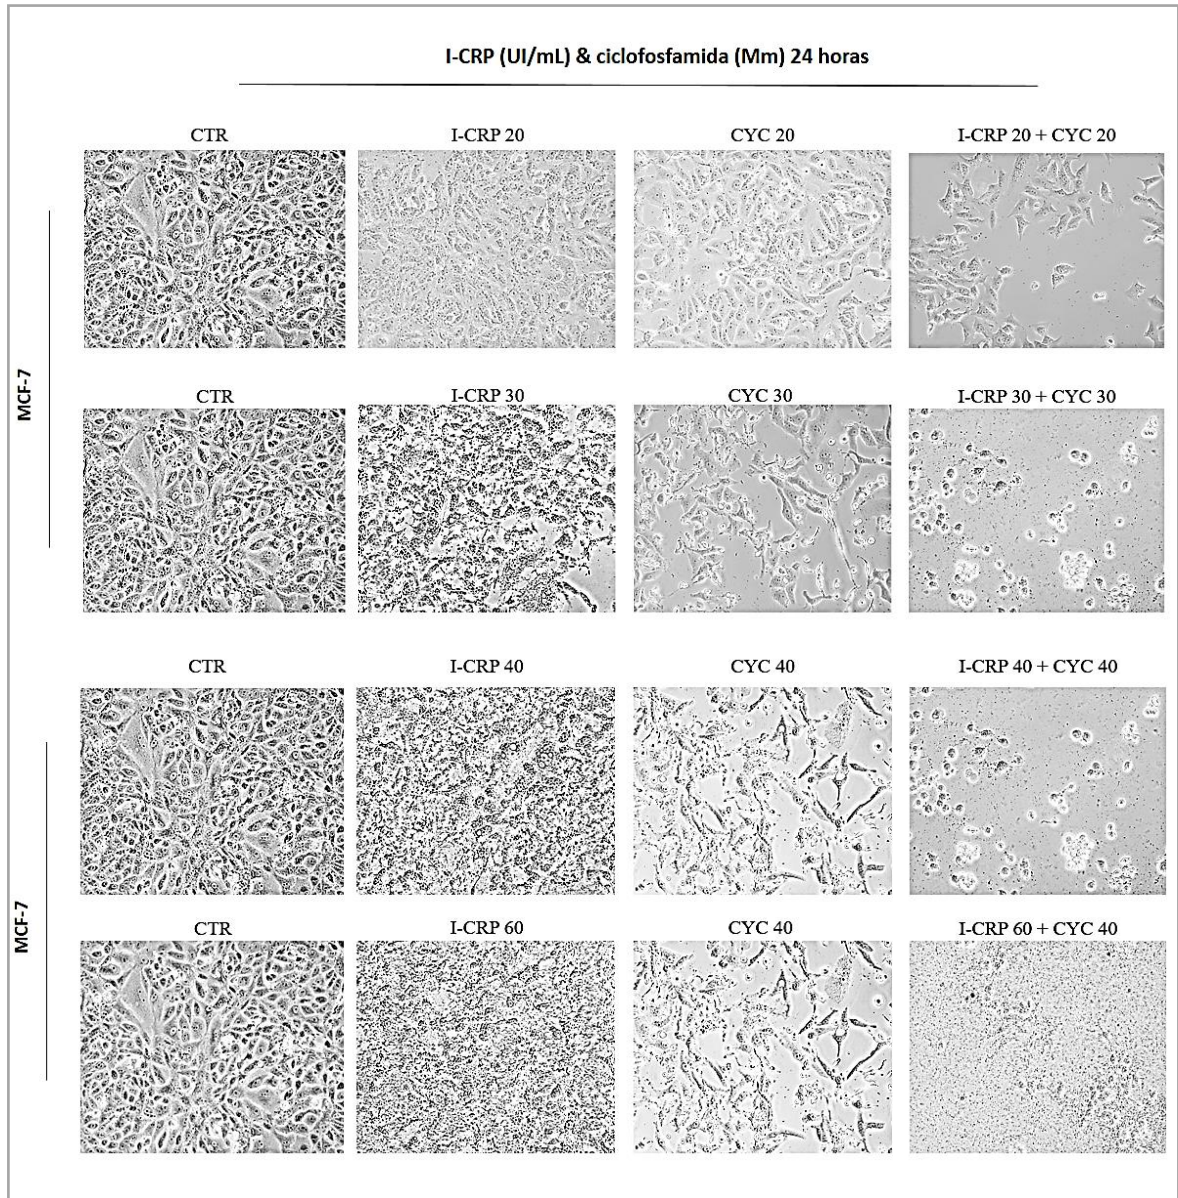 I-CRP (UI/mL) & ciclofosfamida (Mm) 24 horas
CTR
I-CRP 20
CYC 20
I-CRP 20 + CYC 20
MCF-7
CTR
I-CRP 30
CYC 30
I-CRP 30 + CYC 30
CTR
I-CRP 40
CYC 40
I-CRP 40 + CYC 40
MCF-7
CTR
I-CRP 60
CYC 40
I-CRP 60 + CYC 40